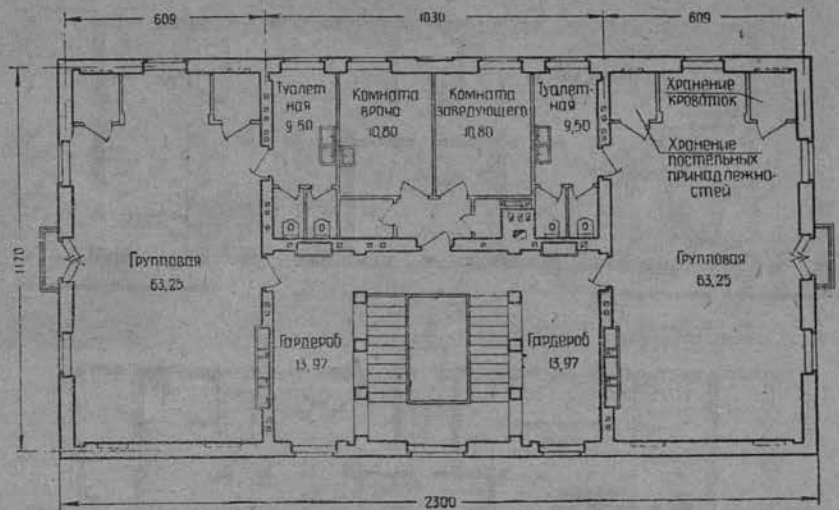 609
1030
609
Туалет
ная
9.50
Комната
врача
10,80
Комната
заведующего
10,80
Туалет-
ная
9,50
Хранение
кроваток
Хранение
постельных
принадлежно-
стей
1170
Групповая
63,25
Групповая
63,25
Гардероб
13,97
Гардероб
13,97
2300